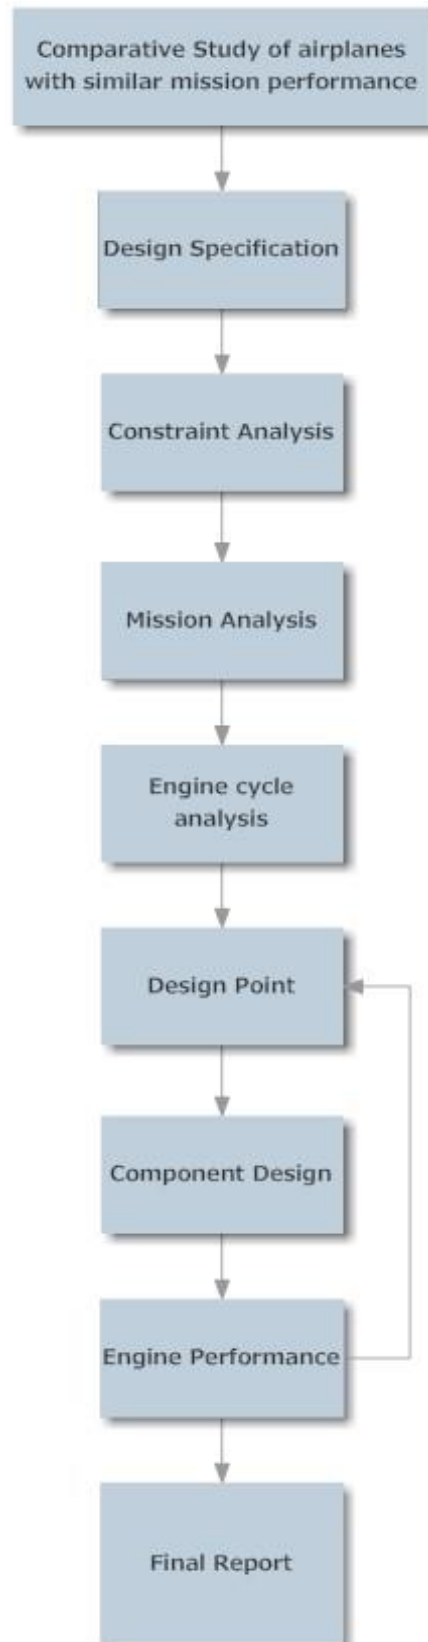 Comparative Study of airplanes
with similar mission performance
Design Specification
Constraint Analysis
Mission Analysis
Engine cycle
analysis
Design Point
Component Design
Engine Performance
Final Report